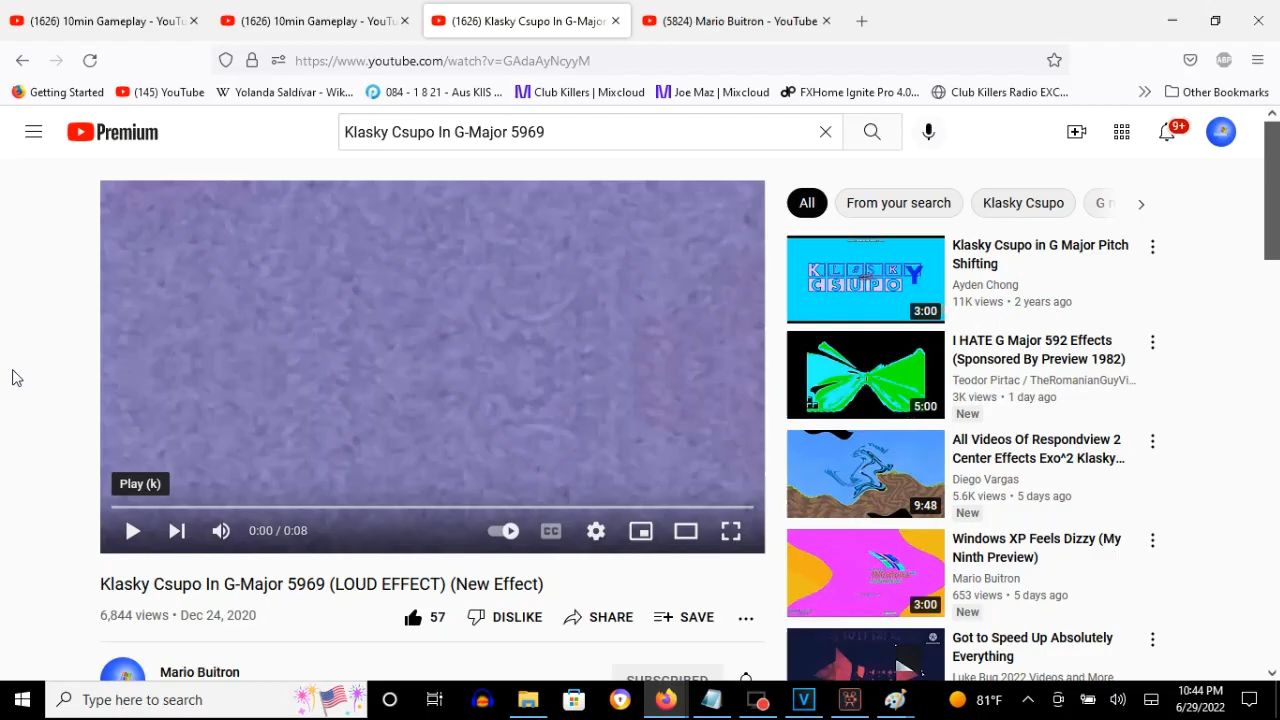 (1626) 10min Gameplay - YouTu
(1626) 10min Gameplay - YouTu
(1626) Klasky Csupo In G-Major
(5824) Mario Buitron - YouTube
https://www.youtube.com/watch?v=GAdaAyNcyyM
ABP
Getting Started
(145) YouTube
Yolanda Saldívar - Wik...
084 - 1 8 21 - Aus KIIS ...
Club Killers | Mixcloud
Joe Maz | Mixcloud
FXHome Ignite Pro 4.0...
Club Killers Radio EXC...
Other Bookmarks
Premium
Klasky Csupo In G-Major 5969
9+
All
From your search
Klasky Csupo
G n
Play (k)
0:00 / 0:08
CC
Klasky Csupo In G-Major 5969 (LOUD EFFECT) (New Effect)
6,844 views • Dec 24, 2020
57
DISLIKE
SHARE
SAVE
Mario Buitron
SUBSCRIBED
KLASKY
CSUPO
3:00
Klasky Csupo in G Major Pitch
Shifting
Ayden Chong
11K views • 2 years ago
5:00
I HATE G Major 592 Effects
(Sponsored By Preview 1982)
Teodor Pirtac / TheRomanianGuyVi...
3K views • 1 day ago
New
9:48
All Videos Of Respondview 2
Center Effects Exo^2 Klasky...
Diego Vargas
5.6K views • 5 days ago
New
3:00
Windows XP Feels Dizzy (My
Ninth Preview)
Mario Buitron
653 views • 5 days ago
New
Got to Speed Up Absolutely
Everything
Luke Bug 2022 Videos and More
Type here to search
81°F
10:44 PM
6/29/2022